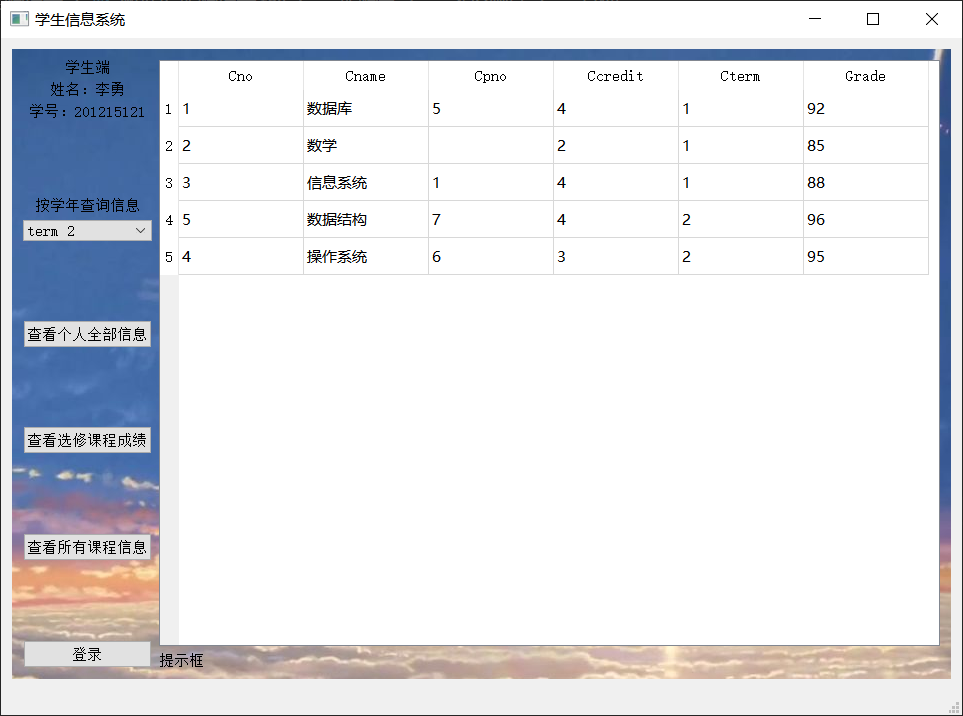 学生信息系统
学生端
姓名：李勇
学号：201215121
按学年查询信息
term 2
查看个人全部信息
查看选修课程成绩
查看所有课程信息
登录
Cno Cname Cpno Ccredit Cterm Grade
1 1 数据库 5 4 1 92
2 2 数学 2 1 85
3 3 信息系统 1 4 1 88
4 5 数据结构 7 4 2 96
5 4 操作系统 6 3 2 95
提示框